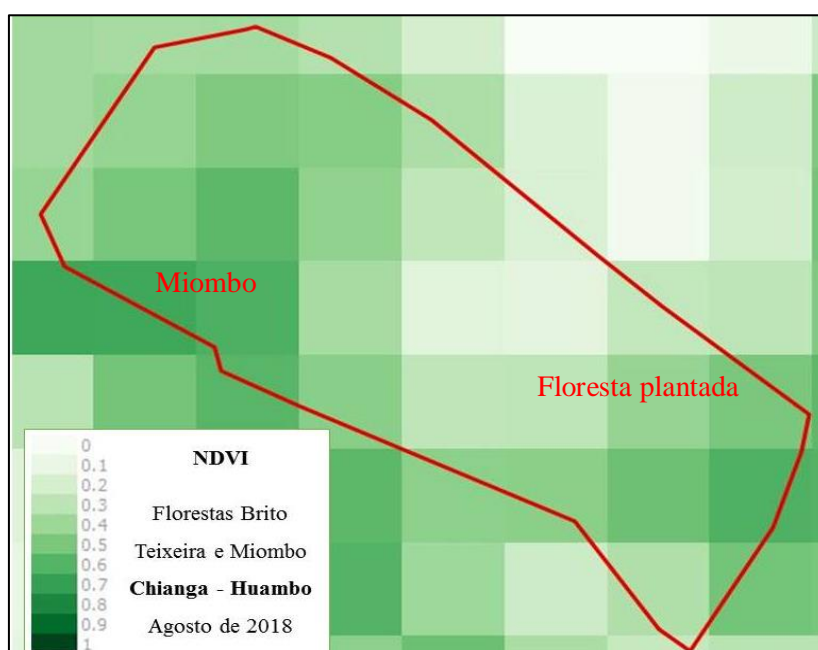 Miombo
Floresta plantada
0
0.1
0.2
0.3
0.4
0.5
0.6
0.7
0.8
0.9
1
NDVI
Florestas Brito
Teixeira e Miombo
Chianga - Huambo
Agosto de 2018